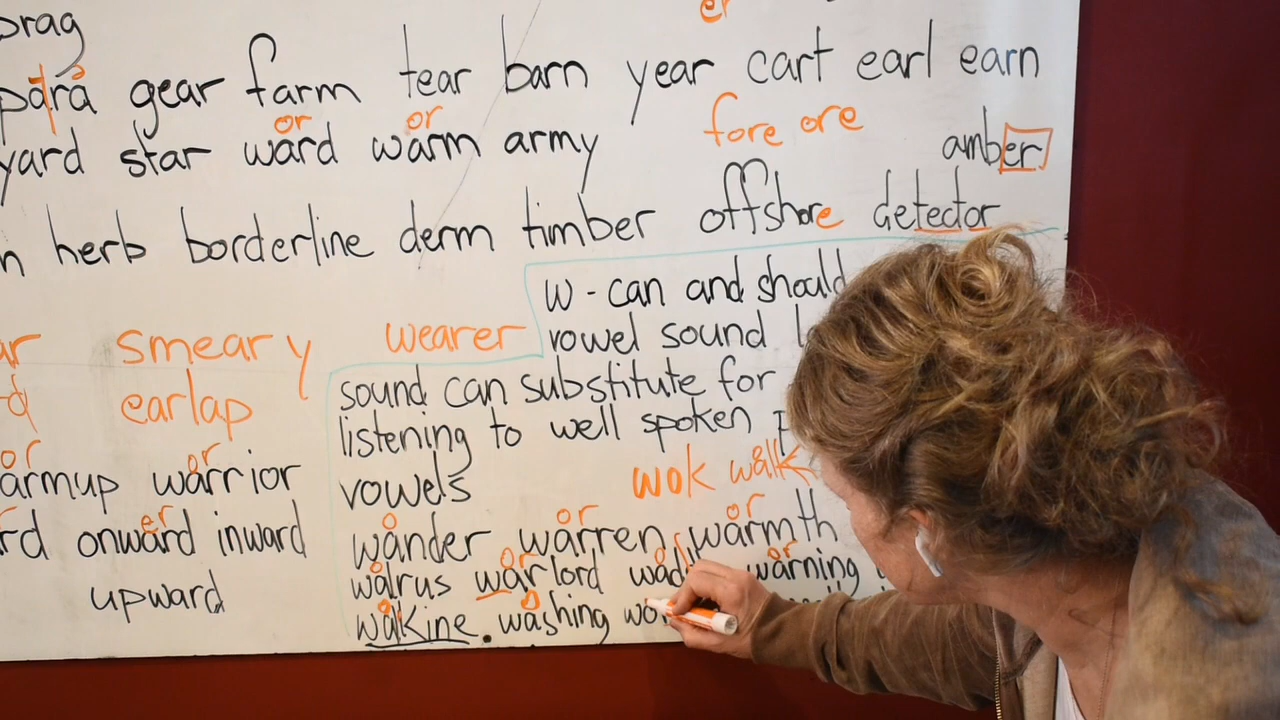 er
prag
para gear farm tear barn year cart earl earn
or or fore ore
yard star ward warm army amber
herb borderline derm timber offshore detector
w - can and should
smeary wearer vowel sound
earlap sound can substitute for
listening to well spoken
or or wok walk
armup warrior vowels
er o or or
onward inward wander warren warmth
o or or
upward walrus warlord warning
walkine. washing